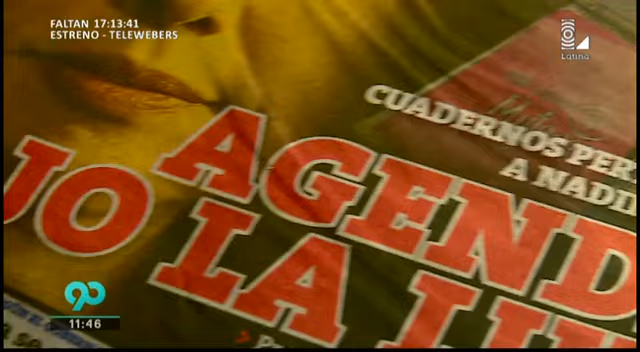 FALTAN 17:13:41
ESTRENO - TELEWEBERS
Latina
CUADERNOS PER
A NADI
AGEND
JO LA
90
11:46